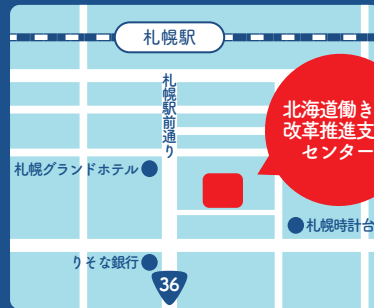 札幌駅
札幌駅前通り
北海道働き
改革推進支
センター
札幌グランドホテル
札幌時計台
りそな銀行
36